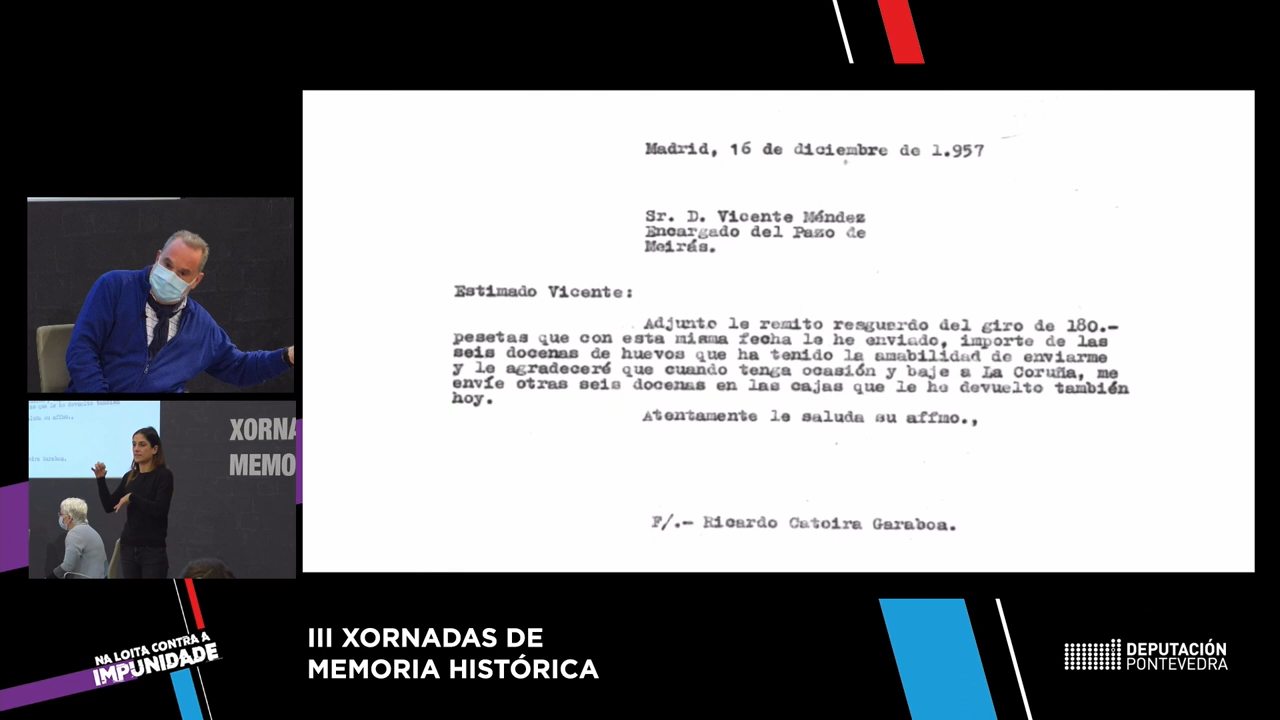 Madrid, 16 de diciembre de 1.957
Sr. D. Vicente Méndez
Encargado del Pazo de
Meirás.
Estimado Vicente:
Adjunto le remito resguardo del giro de 180.-
pesetas que con esta misma fecha le he enviado, importe de las
seis docenas de huevos que ha tenido la amabilidad de enviarme
y le agradeceré que cuando tenga ocasión y baje a La Coruña, me
envíe otras seis docenas en las cajas que le he devuelto también
hoy.
Atentamente le saluda su affmo.,
F/.- Ricardo Catoira Garaboa.
XORNA
MEMO
NA LOITA CONTRA A
IMPUNIDADE
III XORNADAS DE
MEMORIA HISTÓRICA
DEPUTACIÓN
PONTEVEDRA